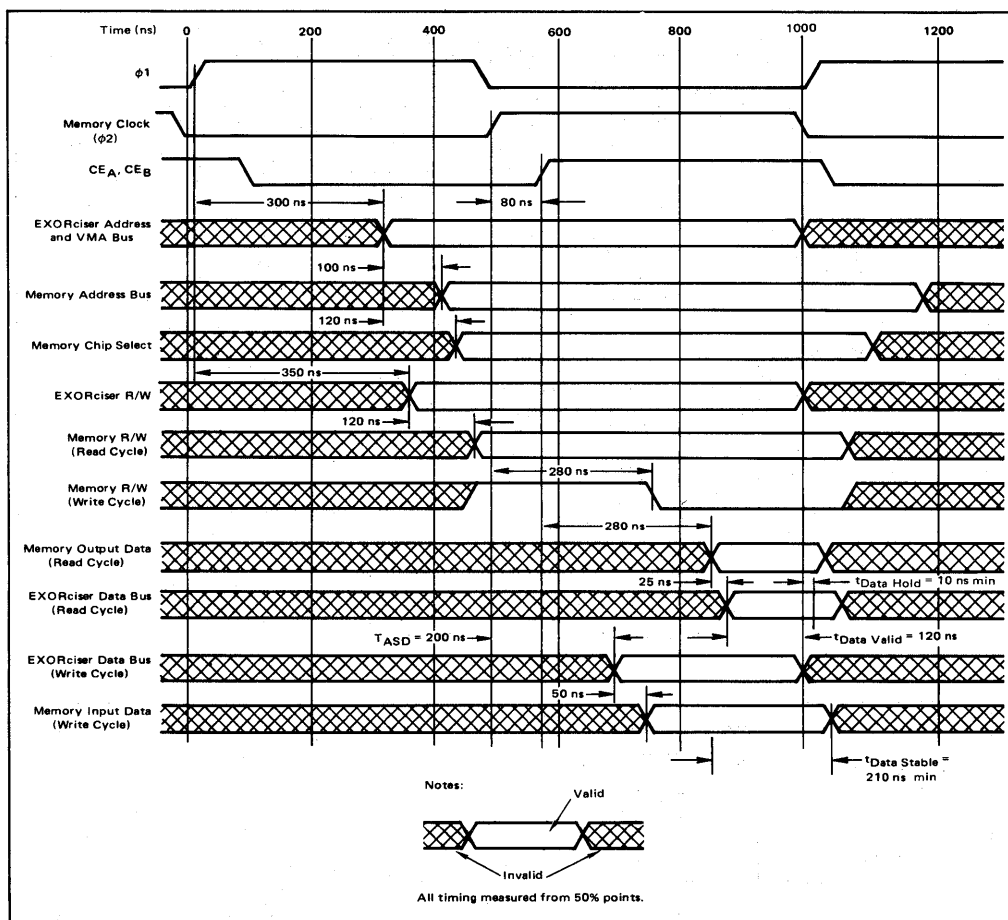 Time (ns) 0 200 400 600 800 1000 1200
ϕ1
Memory Clock
(ϕ2)
CEA, CEB
300 ns
80 ns
EXORciser Address
and VMA Bus
100 ns
Memory Address Bus
120 ns
Memory Chip Select
350 ns
EXORciser R/W
120 ns
Memory R/W
(Read Cycle)
280 ns
Memory R/W
(Write Cycle)
280 ns
Memory Output Data
(Read Cycle)
25 ns
tData Hold = 10 ns min
EXORciser Data Bus
(Read Cycle)
TASD = 200 ns
tData Valid = 120 ns
EXORciser Data Bus
(Write Cycle)
50 ns
Memory Input Data
(Write Cycle)
tData Stable =
210 ns min
Notes:
Valid
Invalid
All timing measured from 50% points.